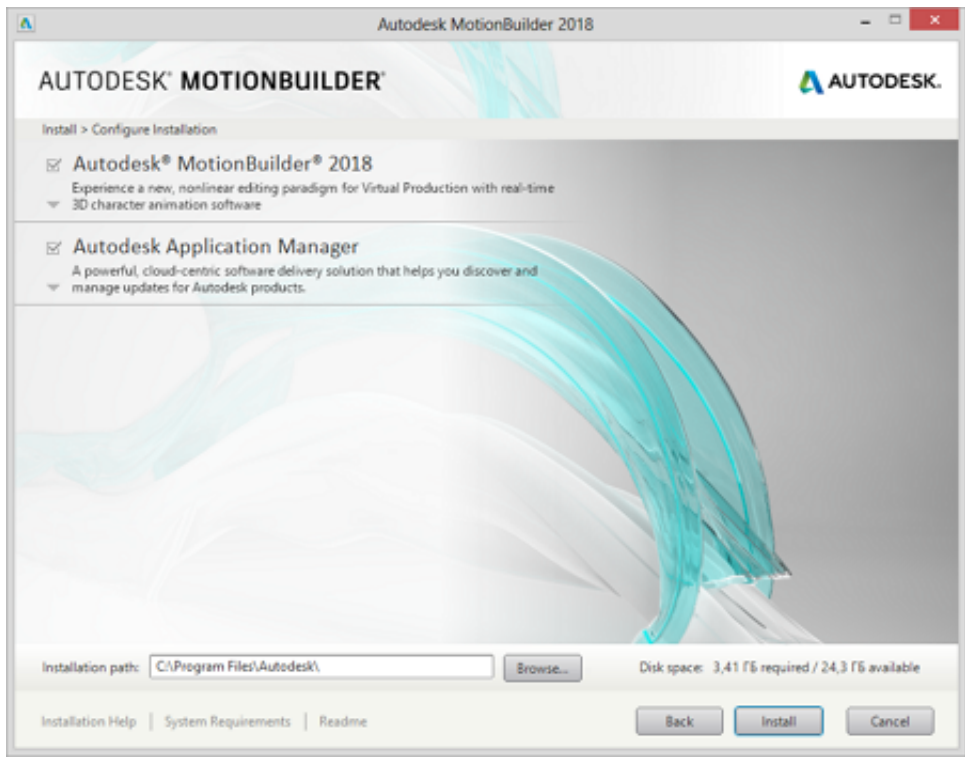 Autodesk MotionBuilder 2018
AUTODESK® MOTIONBUILDER®
AUTODESK.
Install > Configure Installation
Autodesk® MotionBuilder® 2018
Experience a new, nonlinear editing paradigm for Virtual Production with real-time
3D character animation software
Autodesk Application Manager
A powerful, cloud-centric software delivery solution that helps you discover and
manage updates for Autodesk products.
Installation path: C:\Program Files\Autodesk\ Browse... Disk space: 3,41 ГБ required / 24,3 ГБ available
Installation Help | System Requirements | Readme Back Install Cancel